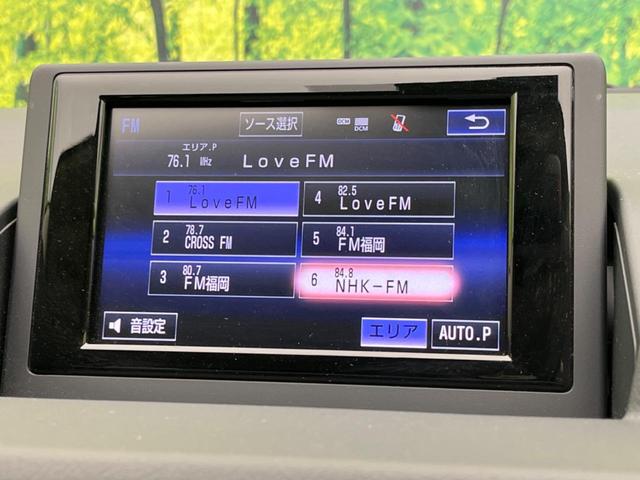 FM ソース選択 DCM DCM
エリア.P
76.1 MHz LoveFM
1 76.1 LoveFM
4 82.5 LoveFM
2 78.7 CROSS FM
5 84.1 FM福岡
3 80.7 FM福岡
6 84.8 NHK-FM
音設定 エリア AUTO.P